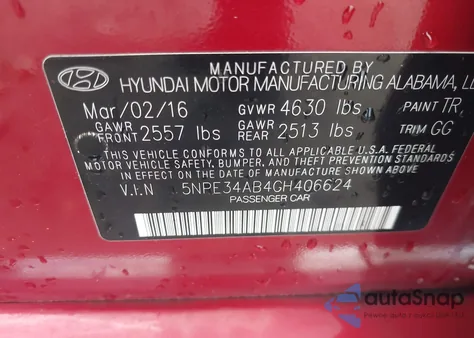 MANUFACTURED BY
HYUNDAI MOTOR MANUFACTURING ALABAMA, LL
Mar/02/16 GVWR 4630 lbs PAINT TR
GAWR FRONT 2557 lbs GAWR REAR 2513 lbs TRIM GG
THIS VEHICLE CONFORMS TO ALL APPLICABLE U.S.A FEDERAL
MOTOR VEHICLE SAFETY, BUMPER, AND THEFT PREVENTION
STANDARDS IN EFFECT ON THE DATE OF MANUFACTURE SHOWN ABOVE.
V.I.N 5NPE34AB4GH406624
PASSENGER CAR
autoSnap